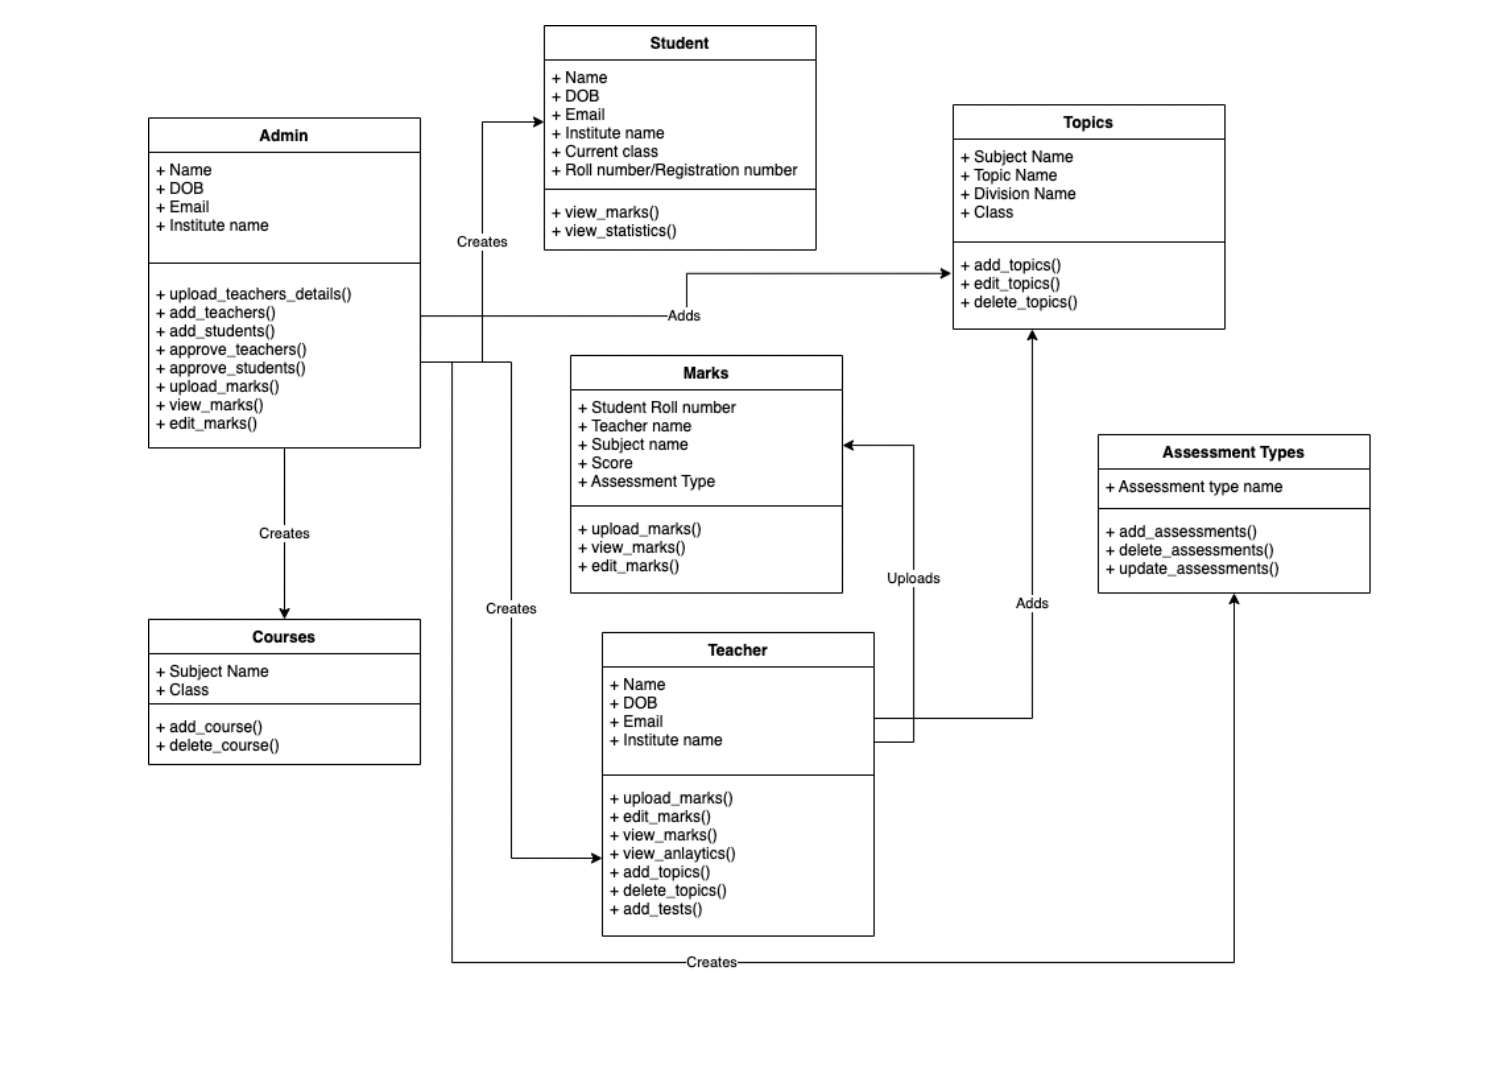 Student
+ Name
+ DOB
+ Email
+ Institute name
+ Current class
+ Roll number/Registration number
+ view_marks()
+ view_statistics()
Admin
+ Name
+ DOB
+ Email
+ Institute name
+ upload_teachers_details()
+ add_teachers()
+ add_students()
+ approve_teachers()
+ approve_students()
+ upload_marks()
+ view_marks()
+ edit_marks()
Topics
+ Subject Name
+ Topic Name
+ Division Name
+ Class
+ add_topics()
+ edit_topics()
+ delete_topics()
Creates
Adds
Marks
+ Student Roll number
+ Teacher name
+ Subject name
+ Score
+ Assessment Type
+ upload_marks()
+ view_marks()
+ edit_marks()
Assessment Types
+ Assessment type name
+ add_assessments()
+ delete_assessments()
+ update_assessments()
Creates
Creates
Uploads
Adds
Courses
+ Subject Name
+ Class
+ add_course()
+ delete_course()
Teacher
+ Name
+ DOB
+ Email
+ Institute name
+ upload_marks()
+ edit_marks()
+ view_marks()
+ view_anlaytics()
+ add_topics()
+ delete_topics()
+ add_tests()
Creates